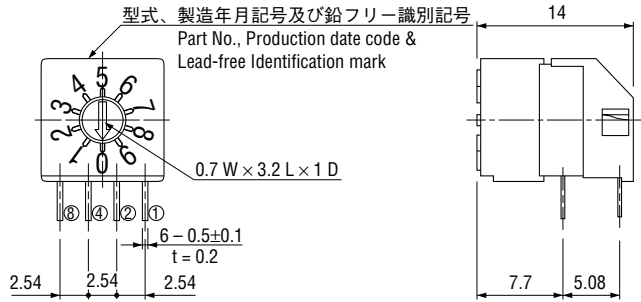 型式、製造年月記号及び鉛フリー識別記号
Part No., Production date code &
Lead-free Identification mark
14
0 1 2 3 4 5 6 7 8 9
0.7 W × 3.2 L × 1 D
⑧ ④ ② ①
6 – 0.5±0.1
t = 0.2
2.54 2.54 2.54
7.7 5.08